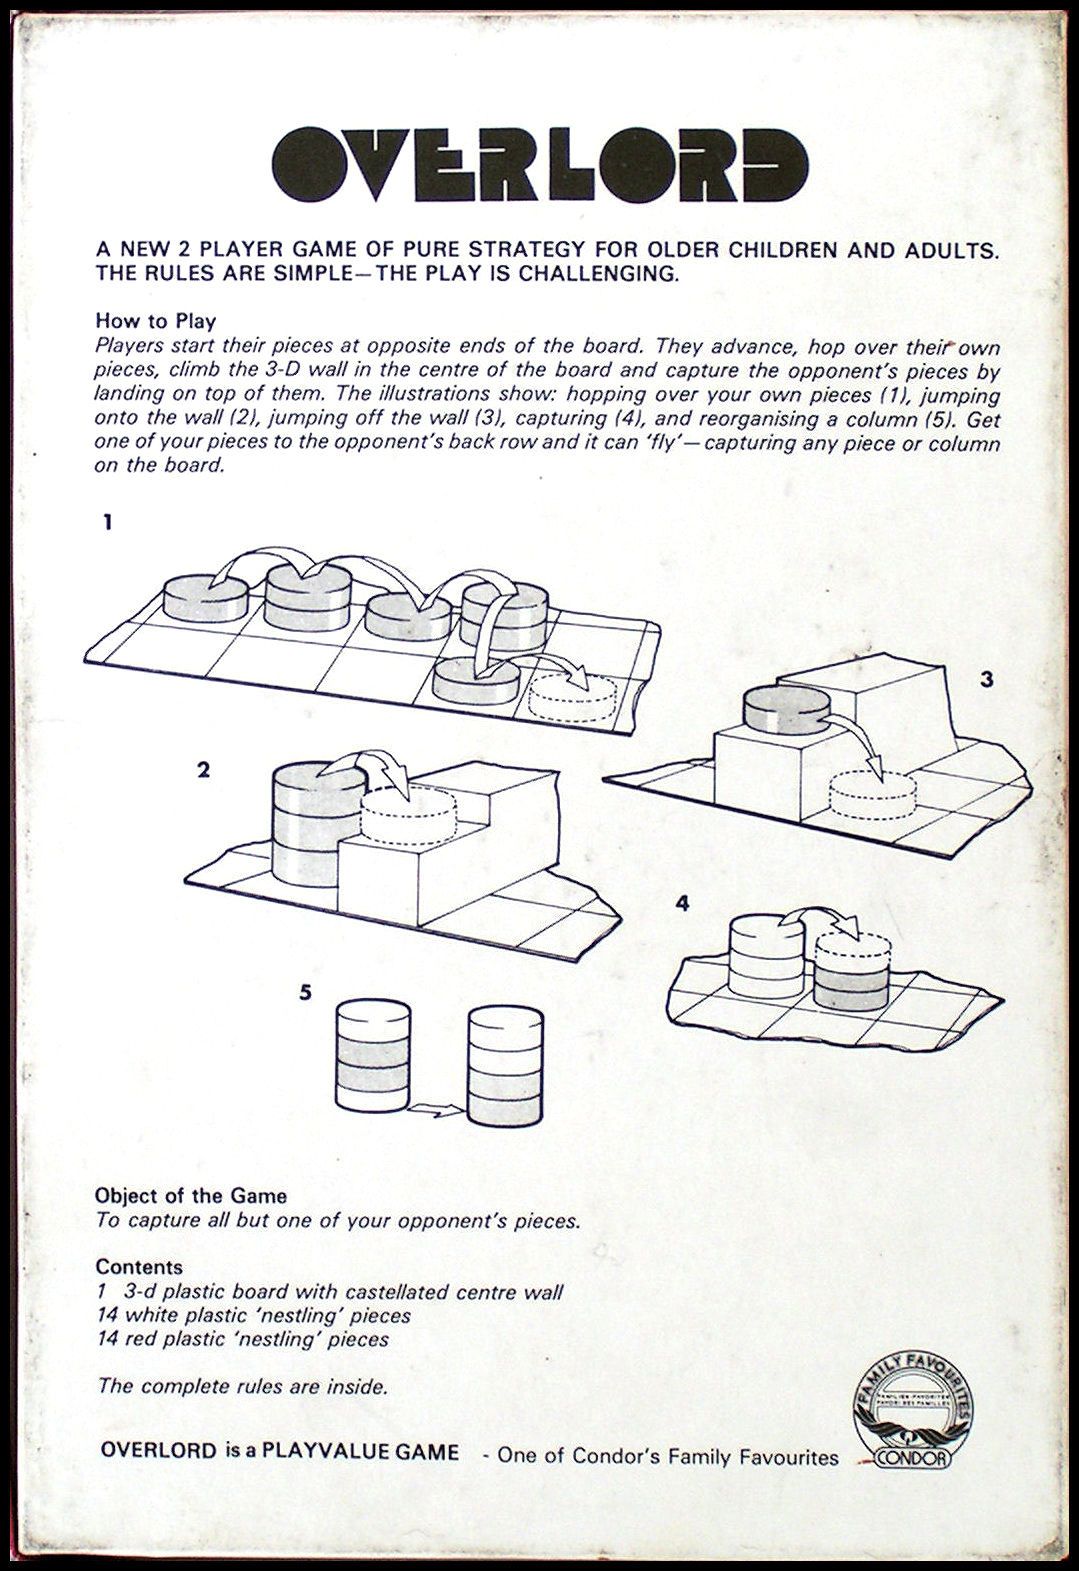 OVERLORD
A NEW 2 PLAYER GAME OF PURE STRATEGY FOR OLDER CHILDREN AND ADULTS.
THE RULES ARE SIMPLE—THE PLAY IS CHALLENGING.
How to Play
Players start their pieces at opposite ends of the board. They advance, hop over their own
pieces, climb the 3-D wall in the centre of the board and capture the opponent's pieces by
landing on top of them. The illustrations show: hopping over your own pieces (1), jumping
onto the wall (2), jumping off the wall (3), capturing (4), and reorganising a column (5). Get
one of your pieces to the opponent's back row and it can 'fly'—capturing any piece or column
on the board.
1
3
2
4
5
Object of the Game
To capture all but one of your opponent's pieces.
Contents
1 3-d plastic board with castellated centre wall
14 white plastic 'nestling' pieces
14 red plastic 'nestling' pieces
The complete rules are inside.
OVERLORD is a PLAYVALUE GAME - One of Condor's Family Favourites
FAMILY FAVOURITES
FAMILIEN-FAVORITEN
FAVORI DES FAMILLES
CONDOR